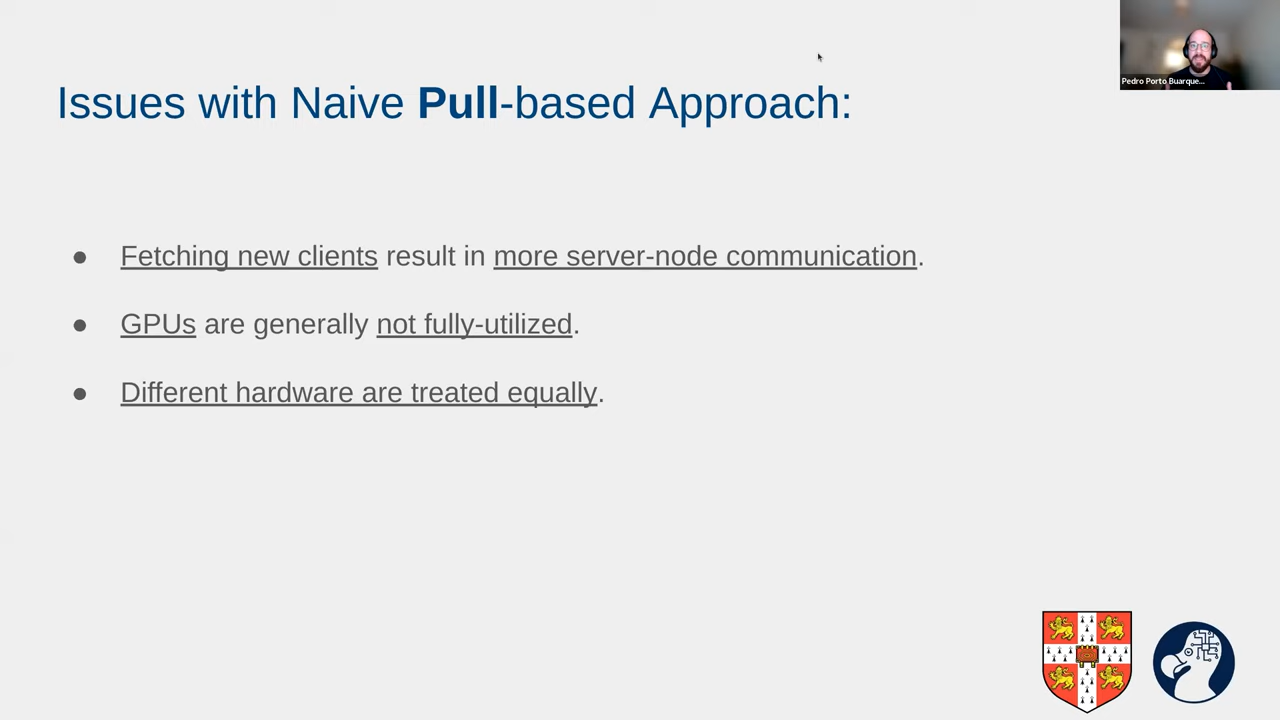 Pedro Porto Buarque...
Issues with Naive Pull-based Approach:
● Fetching new clients result in more server-node communication.
● GPUs are generally not fully-utilized.
● Different hardware are treated equally.